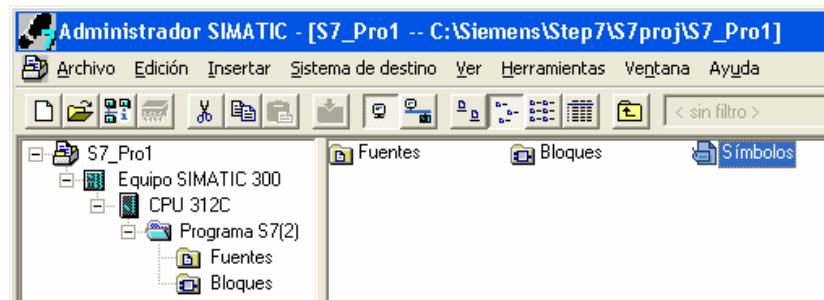 Administrador SIMATIC - [S7_Pro1 -- C:\Siemens\Step7\S7proj\S7_Pro1]
Archivo Edición Insertar Sistema de destino Ver Herramientas Ventana Ayuda
< sin filtro >
S7_Pro1
Equipo SIMATIC 300
CPU 312C
Programa S7(2)
Fuentes
Bloques
Fuentes Bloques Símbolos